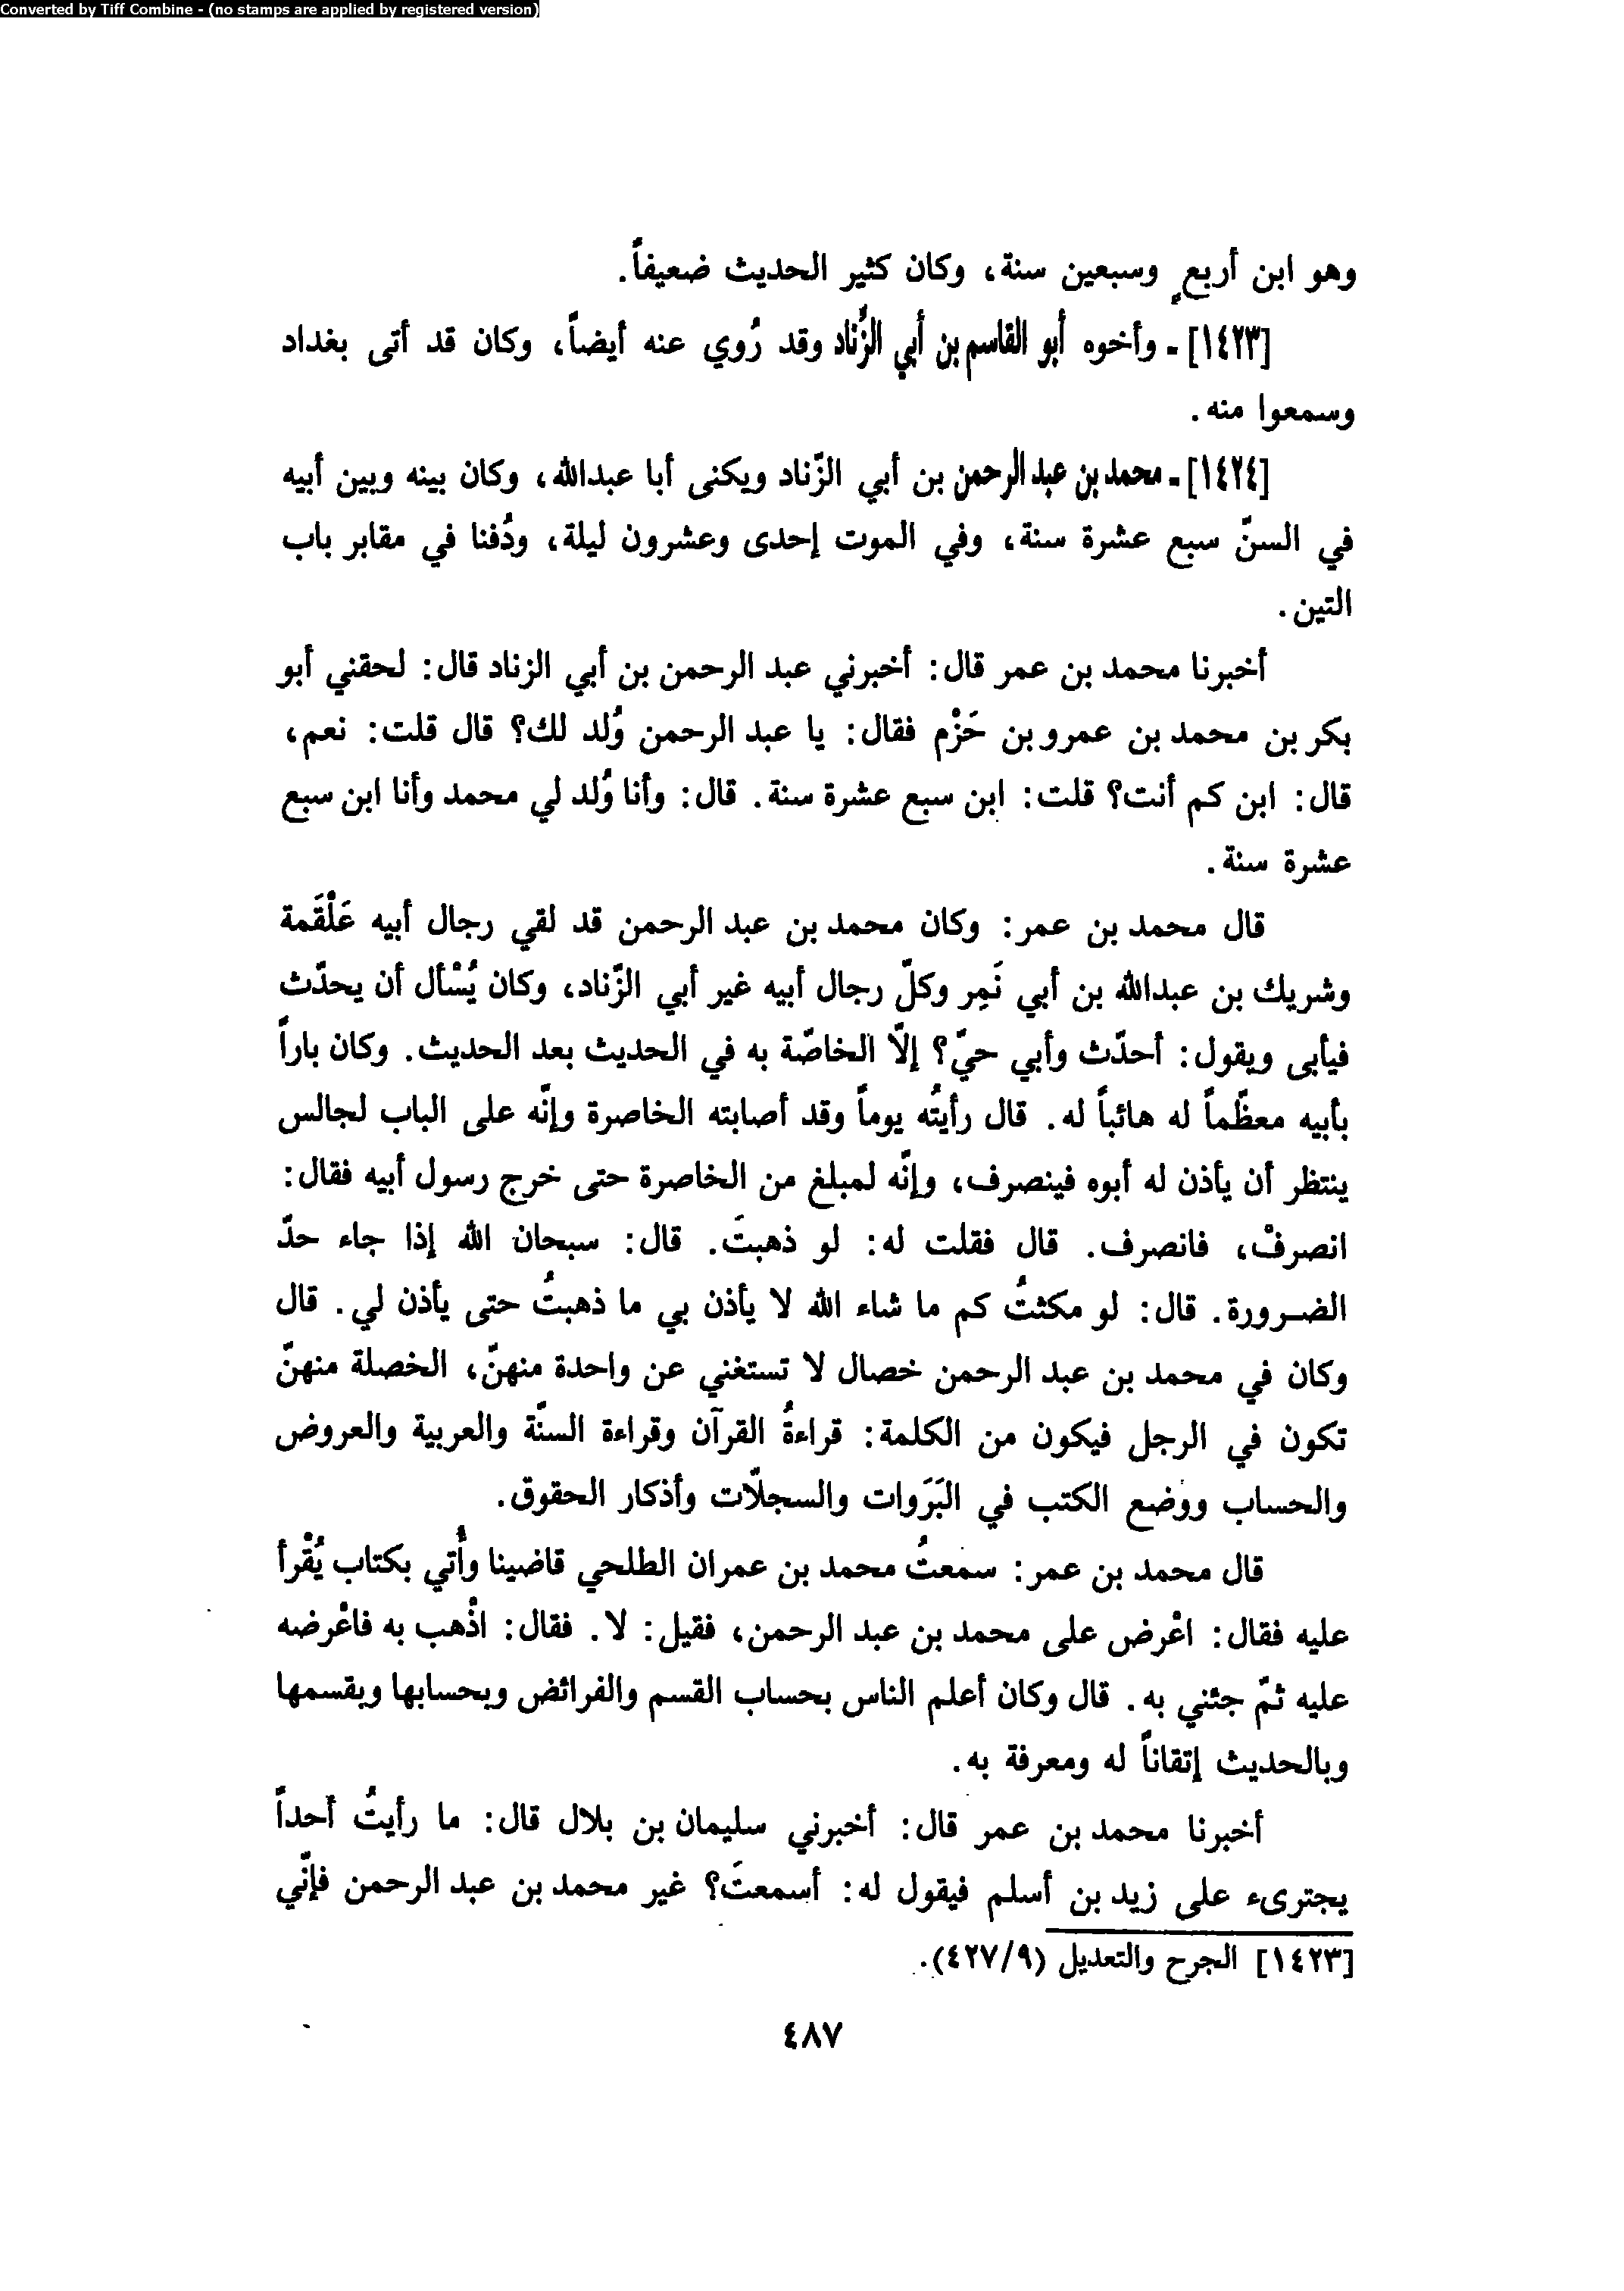 Converted by Tiff Combine - (no stamps are applied by registered version)
وهو ابن أربعٍ وسبعين سنة، وكان كثير الحديث ضعيفاً.
[١٤٢٣] - وأخوه أبو القاسم بن أبي الزّناد وقد رُوي عنه أيضاً، وكان قد أتى بغداد
وسمعوا منه.
[١٤٢٤] - محمد بن عبد الرحمن بن أبي الزّناد ويكنى أبا عبدالله، وكان بينه وبين أبيه
في السنّ سبع عشرة سنة، وفي الموت إحدى وعشرون ليلة، ودُفنا في مقابر باب
التين.
أخبرنا محمد بن عمر قال: أخبرني عبد الرحمن بن أبي الزناد قال: لحقني أبو
بكر بن محمد بن عمرو بن حَزْم فقال: يا عبد الرحمن وُلد لك؟ قال قلت: نعم،
قال: ابن كم أنت؟ قلت: ابن سبع عشرة سنة. قال: وأنا وُلد لي محمد وأنا ابن سبع
عشرة سنة.
قال محمد بن عمر: وكان محمد بن عبد الرحمن قد لقي رجال أبيه عَلْقَمة
وشريك بن عبدالله بن أبي نَمِر وكلّ رجال أبيه غير أبي الزّناد، وكان يُسْأل أن يحدّث
فيأبى ويقول: أحدّث وأبي حيّ؟ إلّا الخاصّة به في الحديث بعد الحديث. وكان باراً
بأبيه معظّماً له هائباً له. قال رأيتُه يوماً وقد أصابته الخاصرة وإنّه على الباب لجالس
ينتظر أن يأذن له أبوه فينصرف، وإنّه لمبلغ من الخاصرة حتى خرج رسول أبيه فقال:
انصرفْ، فانصرف. قال فقلت له: لو ذهبتَ. قال: سبحان الله إذا جاء حدّ
الضرورة. قال: لو مكثتُ كم ما شاء الله لا يأذن بي ما ذهبتُ حتى يأذن لي. قال
وكان في محمد بن عبد الرحمن خصال لا تستغني عن واحدة منهنّ، الخصلة منهنّ
تكون في الرجل فيكون من الكلمة: قراءةُ القرآن وقراءة السنّة والعربية والعروض
والحساب ووضع الكتب في البَرَوات والسجلّات وأذكار الحقوق.
قال محمد بن عمر: سمعتُ محمد بن عمران الطلحي قاضينا وأُتي بكتاب يُقْرأ
عليه فقال: اعْرض على محمد بن عبد الرحمن، فقيل: لا. فقال: اذْهب به فاعْرضه
عليه ثمّ جئني به. قال وكان أعلم الناس بحساب القسم والفرائض وبحسابها وبقسمها
وبالحديث إتقاناً له ومعرفة به.
أخبرنا محمد بن عمر قال: أخبرني سليمان بن بلال قال: ما رأيتُ أحداً
يجترىء على زيد بن أسلم فيقول له: أسمعتَ؟ غير محمد بن عبد الرحمن فإنّي
[١٤٢٣] الجرح والتعديل (٤٢٧/٩).
٤٨٧